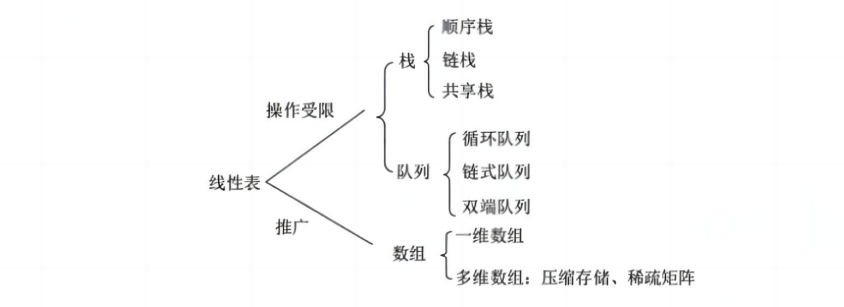 顺序栈
栈
链栈
共享栈
操作受限
循环队列
队列
链式队列
线性表
双端队列
推广
一维数组
数组
多维数组：压缩存储、稀疏矩阵